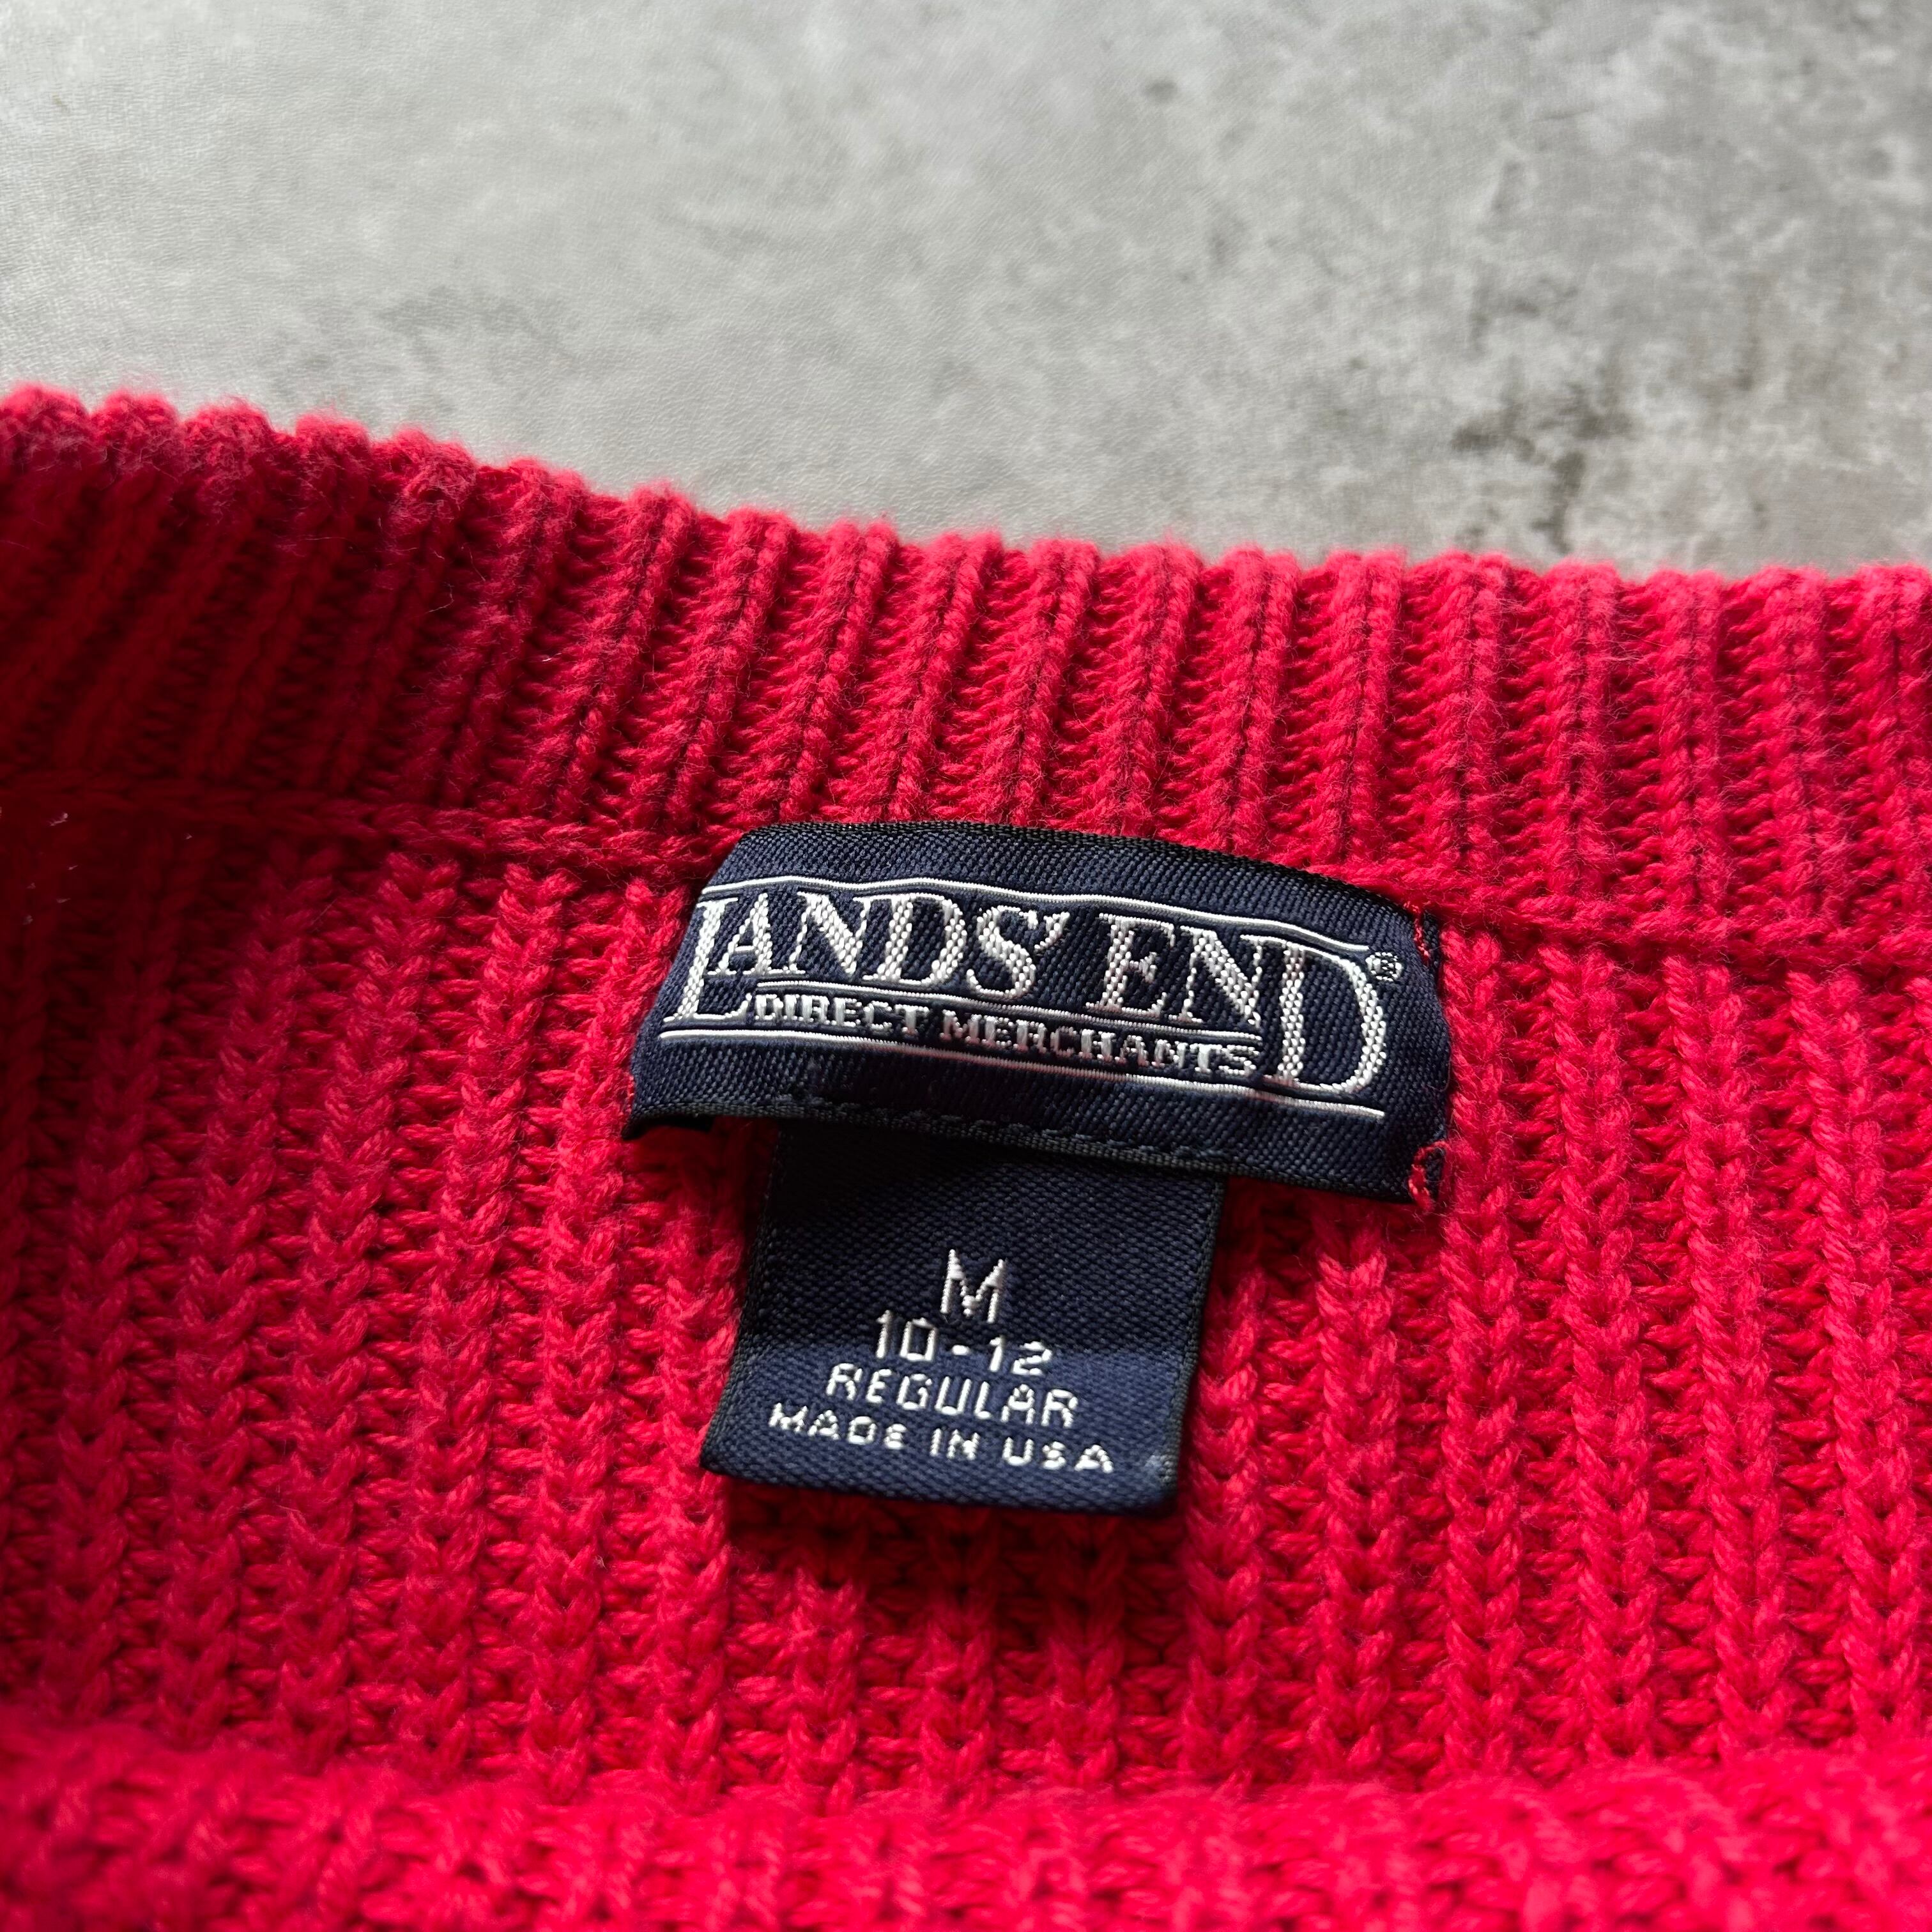 LANDS' END®
DIRECT MERCHANTS
M
10-12
REGULAR
MADE IN USA